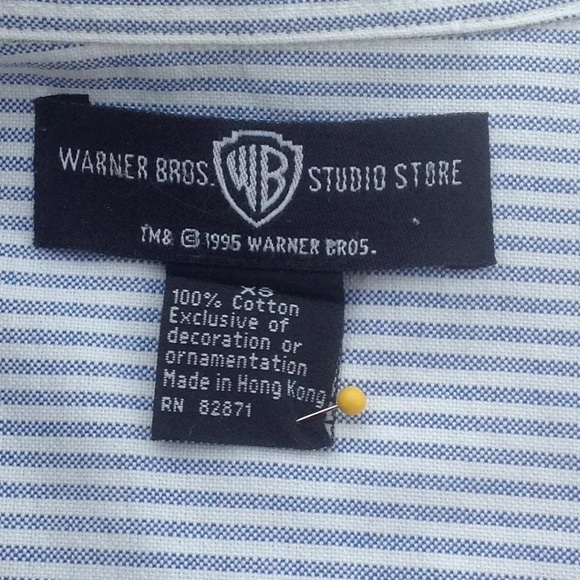 WARNER BROS. WB STUDIO STORE
TM& © 1995 WARNER BROS.
XS
100% Cotton
Exclusive of
decoration or
ornamentation
Made in Hong Kong
RN 82871